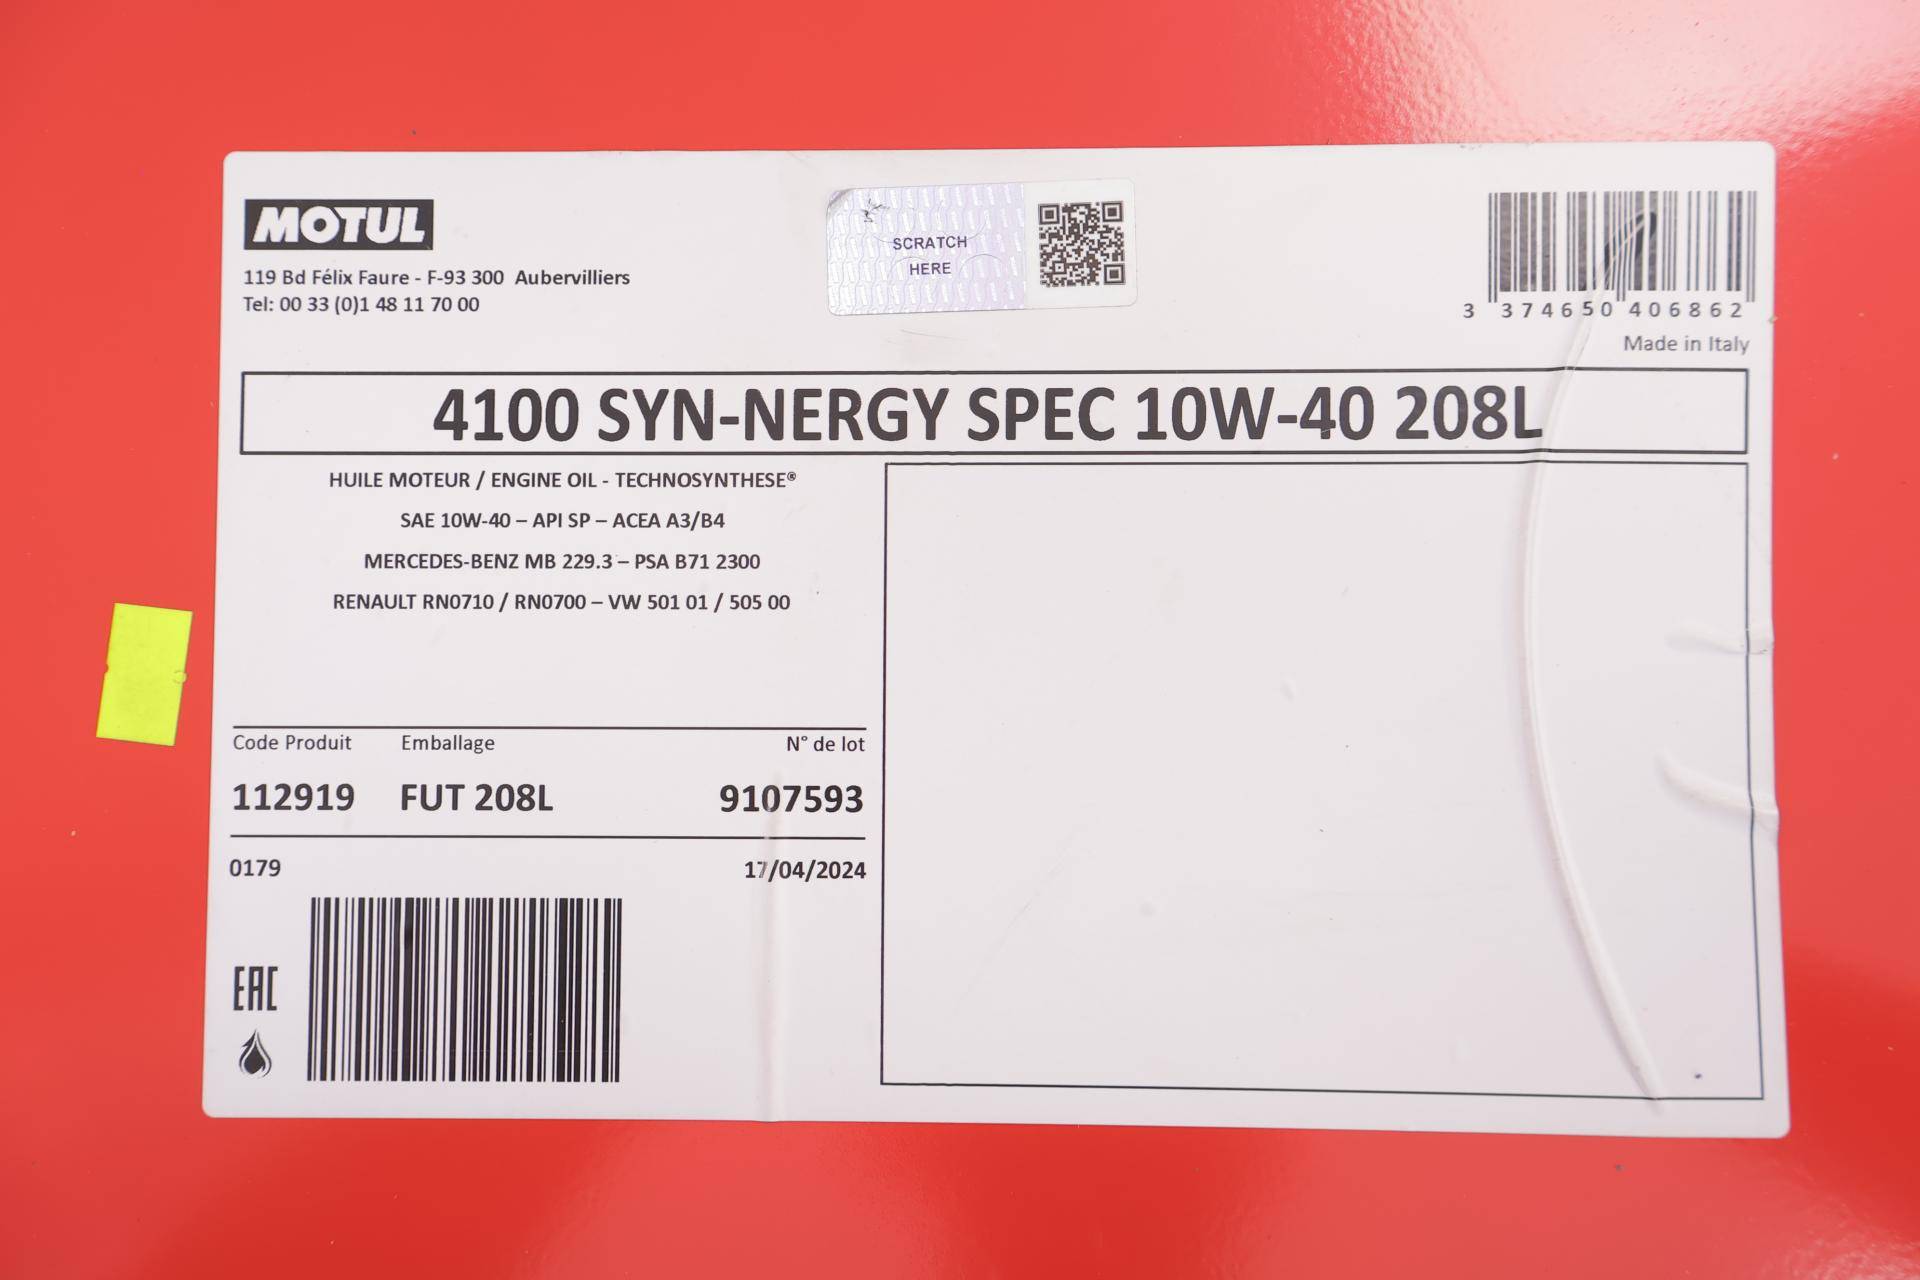 MOTUL
119 Bd Félix Faure - F-93 300 Aubervilliers
Tel: 00 33 (0)1 48 11 70 00
SCRATCH
HERE
3 374650 406862
Made in Italy
4100 SYN-NERGY SPEC 10W-40 208L
HUILE MOTEUR / ENGINE OIL - TECHNOSYNTHESE®
SAE 10W-40 – API SP – ACEA A3/B4
MERCEDES-BENZ MB 229.3 – PSA B71 2300
RENAULT RN0710 / RN0700 – VW 501 01 / 505 00
Code Produit Emballage N° de lot
112919 FUT 208L 9107593
0179 17/04/2024
EAC